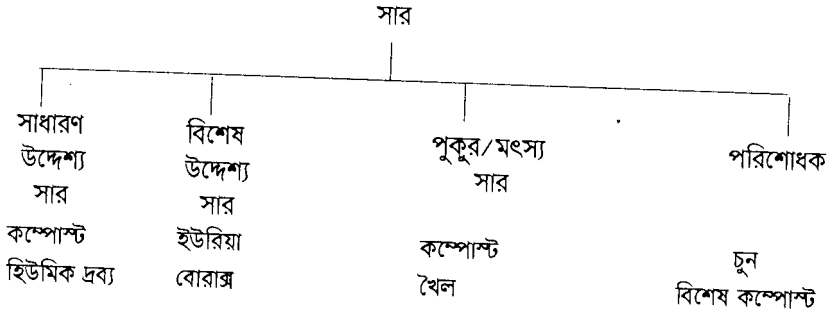 সার
সাধারণ
উদ্দেশ্য
সার
কম্পোস্ট
হিউমিক দ্রব্য
বিশেষ
উদ্দেশ্য
সার
ইউরিয়া
বোরাক্স
পুকুর/মৎস্য
সার
কম্পোস্ট
খৈল
পরিশোধক
চুন
বিশেষ কম্পোস্ট